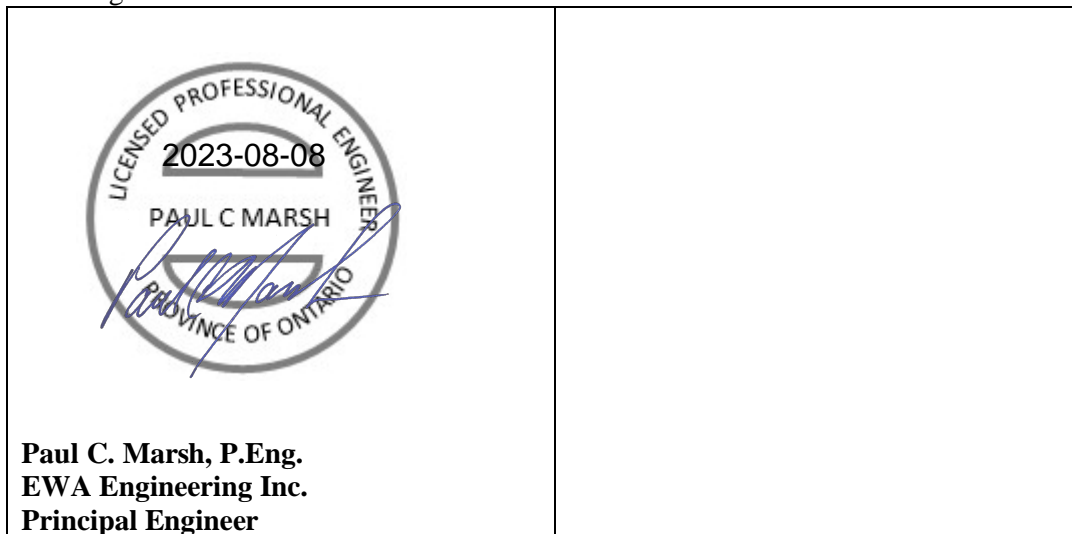 LICENSED PROFESSIONAL ENGINEER
2023-08-08
PAUL C MARSH
PROVINCE OF ONTARIO
Paul C. Marsh, P.Eng.
EWA Engineering Inc.
Principal Engineer